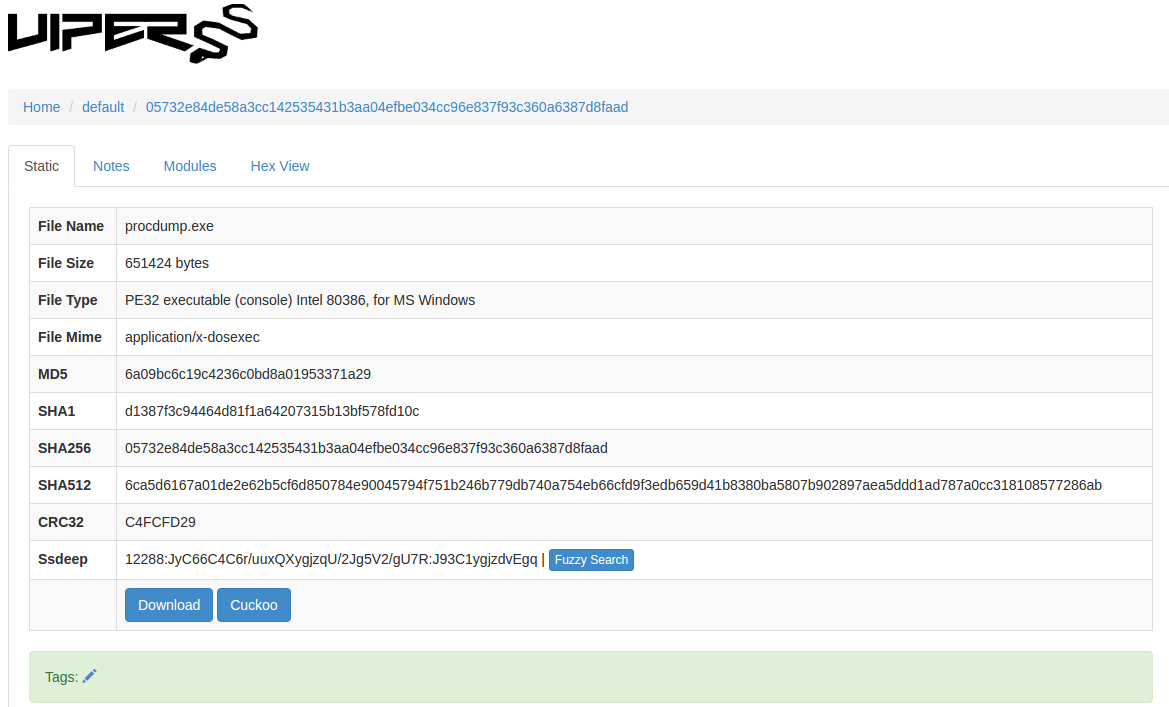 VIPER
Home / default / 05732e84de58a3cc142535431b3aa04efbe034cc96e837f93c360a6387d8faad
Static Notes Modules Hex View
File Name procdump.exe
File Size 651424 bytes
File Type PE32 executable (console) Intel 80386, for MS Windows
File Mime application/x-dosexec
MD5 6a09bc6c19c4236c0bd8a01953371a29
SHA1 d1387f3c94464d81f1a64207315b13bf578fd10c
SHA256 05732e84de58a3cc142535431b3aa04efbe034cc96e837f93c360a6387d8faad
SHA512 6ca5d6167a01de2e62b5cf6d850784e90045794f751b246b779db740a754eb66cfd9f3edb659d41b8380ba5807b902897aea5ddd1ad787a0cc318108577286ab
CRC32 C4FCFD29
Ssdeep 12288:JyC66C4C6r/uuxQXygjzqU/2Jg5V2/gU7R:J93C1ygjzdvEgq | Fuzzy Search
Download Cuckoo
Tags: